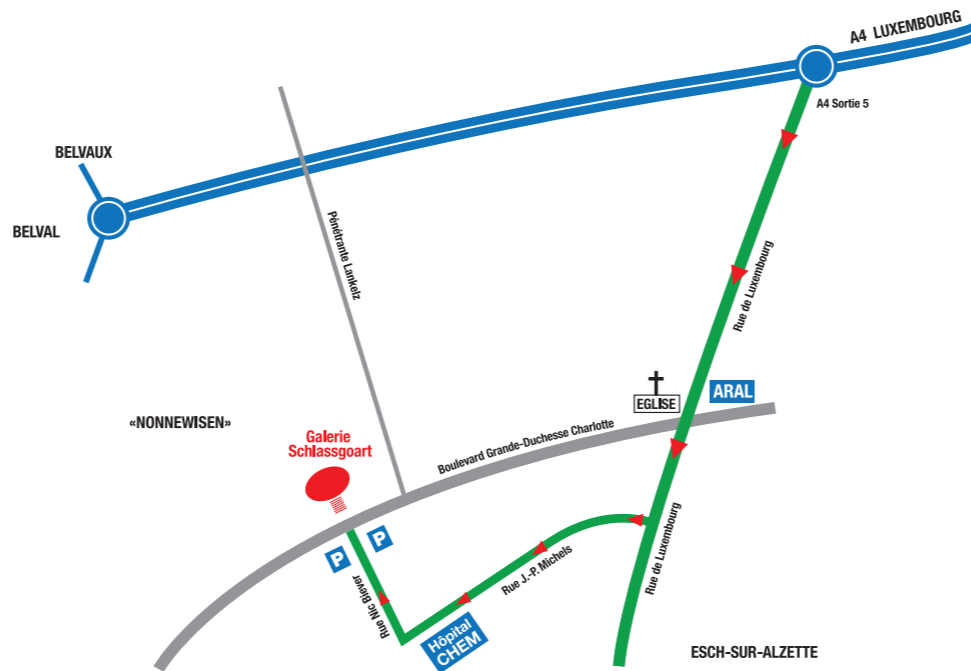 A4 LUXEMBOURG
A4 Sortie 5
BELVAUX
BELVAL
Pénétrante Lankelz
Rue de Luxembourg
EGLISE
ARAL
«NONNEWISEN»
Galerie
Schlassgoart
Boulevard Grande-Duchesse Charlotte
P
P
Rue Nic Biever
Rue J.-P. Michels
Rue de Luxembourg
Hôpital
CHEM
ESCH-SUR-ALZETTE